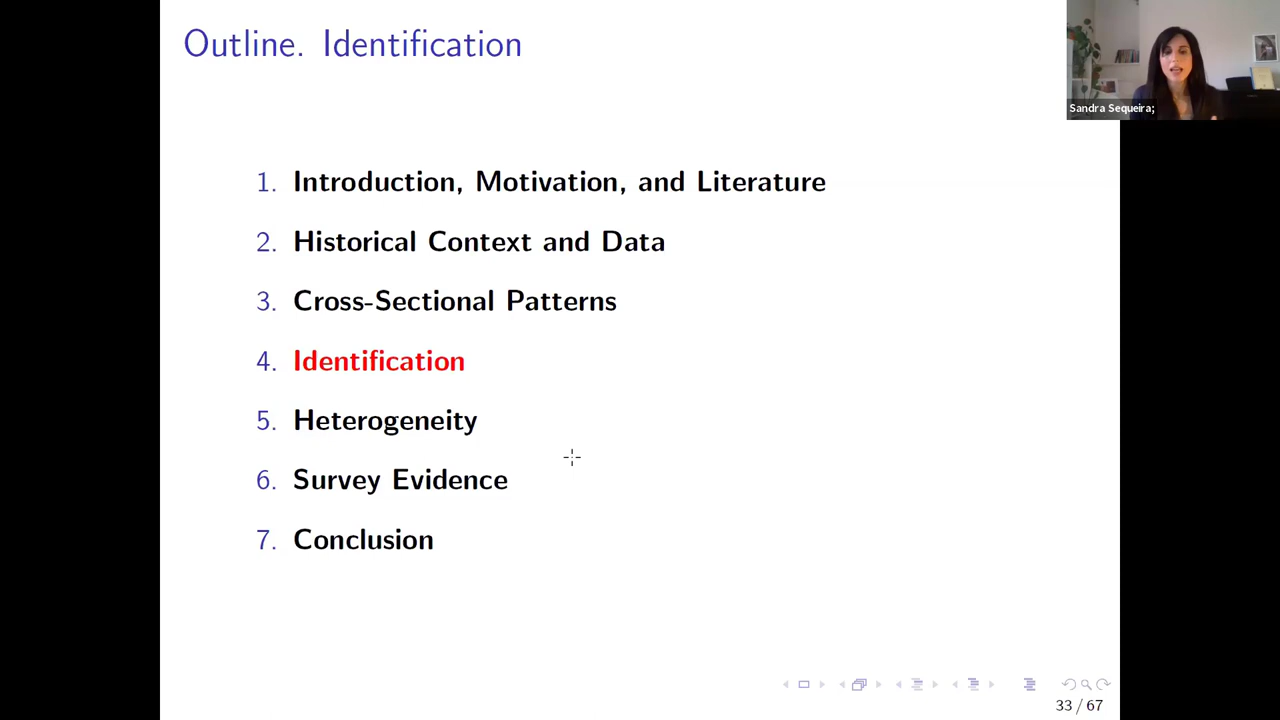 Outline. Identification
Sandra Sequeira;
1. Introduction, Motivation, and Literature
2. Historical Context and Data
3. Cross-Sectional Patterns
4. Identification
5. Heterogeneity
6. Survey Evidence
7. Conclusion
33 / 67